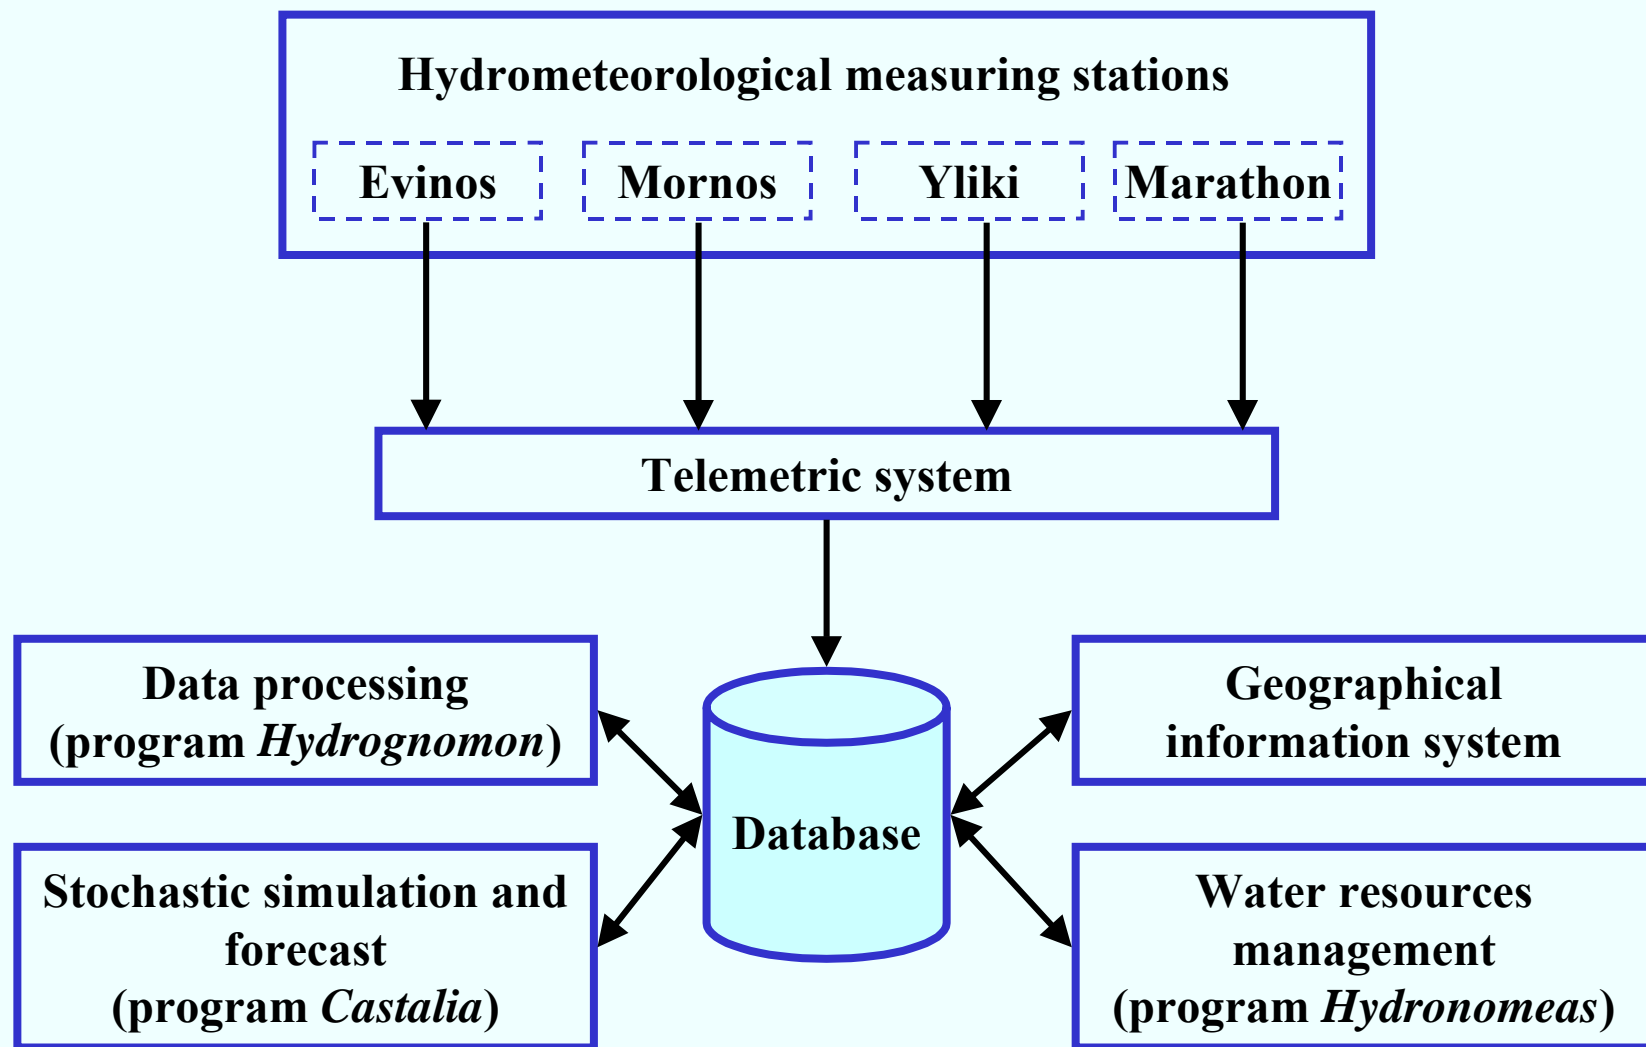 Hydrometeorological measuring stations
Evinos
Mornos
Yliki
Marathon
Telemetric system
Data processing
(program Hydrognomon)
Geographical
information system
Database
Stochastic simulation and
forecast
(program Castalia)
Water resources
management
(program Hydronomeas)